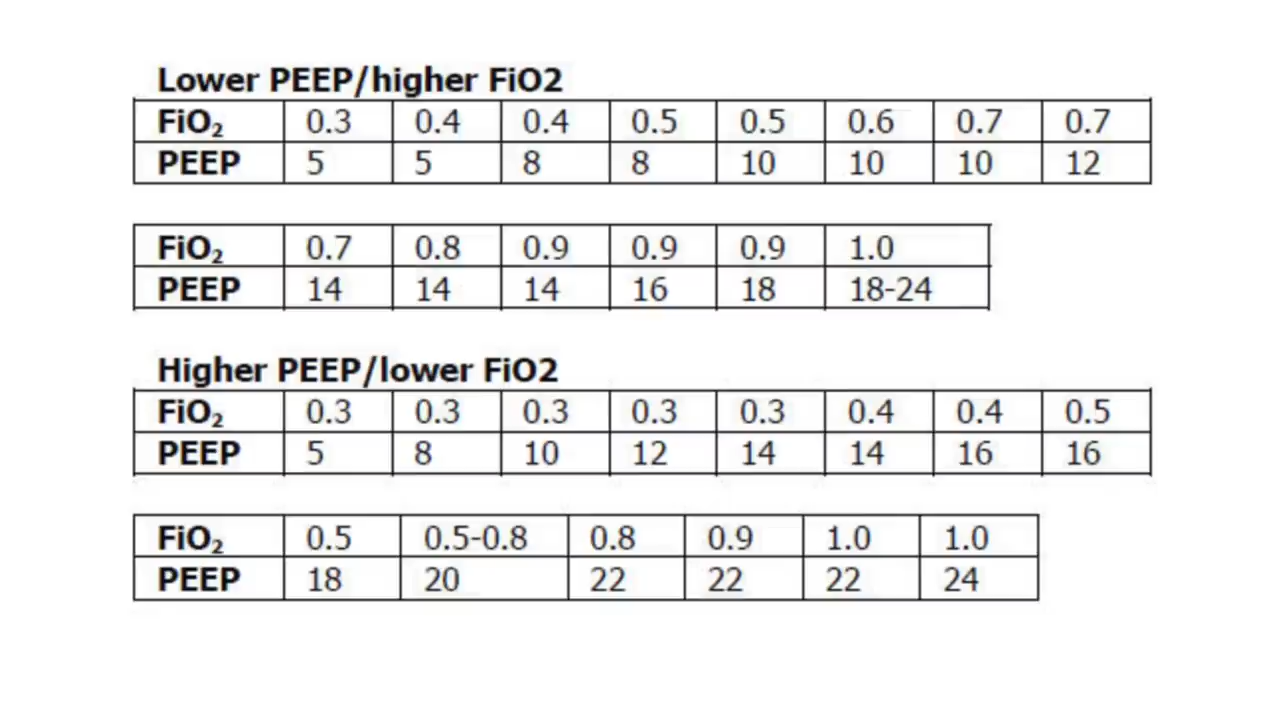 Lower PEEP/higher FiO2
FiO₂ 0.3 0.4 0.4 0.5 0.5 0.6 0.7 0.7
PEEP 5 5 8 8 10 10 10 12
FiO₂ 0.7 0.8 0.9 0.9 0.9 1.0
PEEP 14 14 14 16 18 18-24
Higher PEEP/lower FiO2
FiO₂ 0.3 0.3 0.3 0.3 0.3 0.4 0.4 0.5
PEEP 5 8 10 12 14 14 16 16
FiO₂ 0.5 0.5-0.8 0.8 0.9 1.0 1.0
PEEP 18 20 22 22 22 24